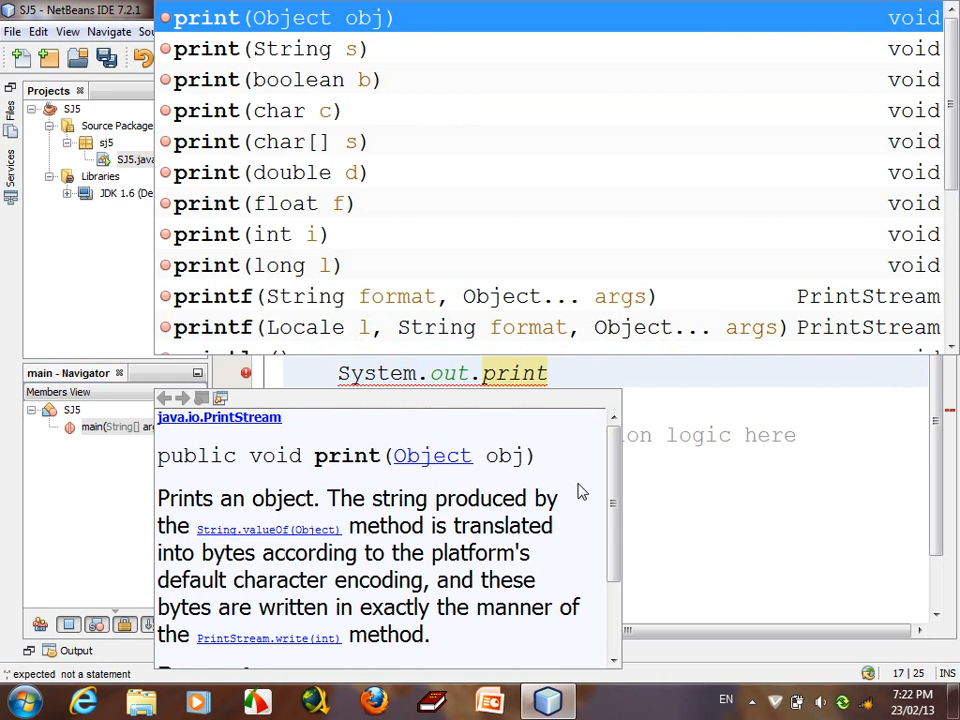 SJ5 - NetBeans IDE 7.2.1
File Edit View Navigate Sou
Projects
Files
Services
SJ5
Source Package
sj5
SJ5.java
Libraries
JDK 1.6 (De
print(Object obj) void
print(String s) void
print(boolean b) void
print(char c) void
print(char[] s) void
print(double d) void
print(float f) void
print(int i) void
print(long l) void
printf(String format, Object... args) PrintStream
printf(Locale l, String format, Object... args) PrintStream
main - Navigator
Members View
SJ5
main(String[] ar
System.out.print
on logic here
java.io.PrintStream
public void print(Object obj)
Prints an object. The string produced by
the String.valueOf(Object) method is translated
into bytes according to the platform's
default character encoding, and these
bytes are written in exactly the manner of
the PrintStream.write(int) method.
Output
';' expected not a statement
17 | 25 INS
EN
7:22 PM
23/02/13